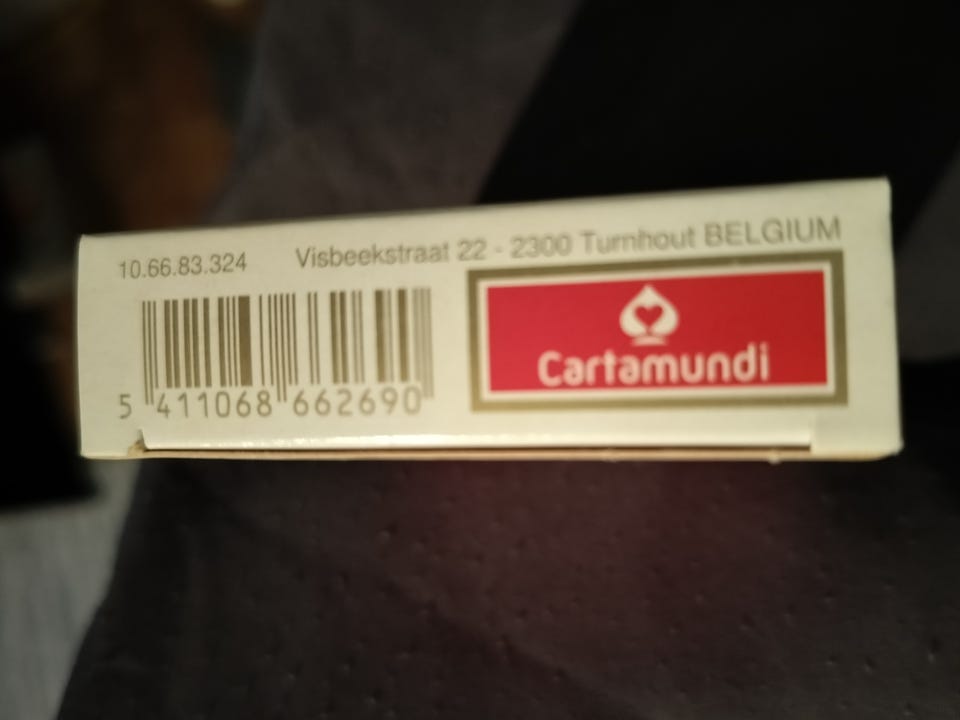 10.66.83.324 Visbeekstraat 22 - 2300 Turnhout BELGIUM
Cartamundi
5 411068 662690